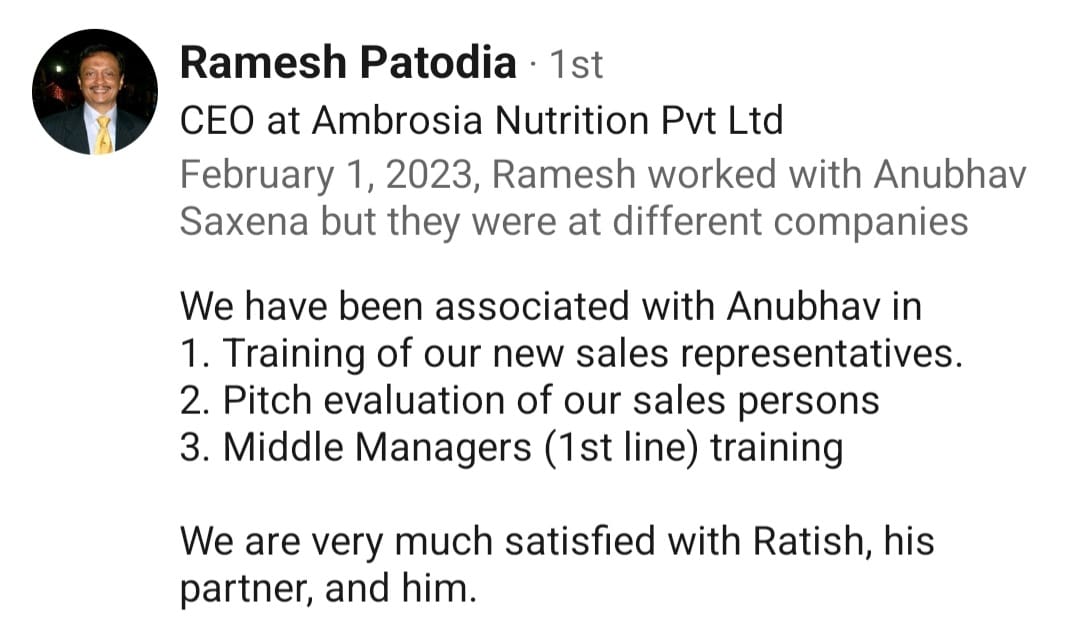 Ramesh Patodia · 1st
CEO at Ambrosia Nutrition Pvt Ltd
February 1, 2023, Ramesh worked with Anubhav
Saxena but they were at different companies
We have been associated with Anubhav in
1. Training of our new sales representatives.
2. Pitch evaluation of our sales persons
3. Middle Managers (1st line) training
We are very much satisfied with Ratish, his
partner, and him.